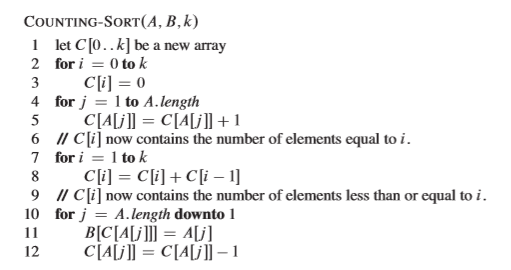 COUNTING-SORT(A, B, k)
1 let C[0..k] be a new array
2 for i = 0 to k
3 C[i] = 0
4 for j = 1 to A.length
5 C[A[j]] = C[A[j]] + 1
6 // C[i] now contains the number of elements equal to i.
7 for i = 1 to k
8 C[i] = C[i] + C[i − 1]
9 // C[i] now contains the number of elements less than or equal to i.
10 for j = A.length downto 1
11 B[C[A[j]]] = A[j]
12 C[A[j]] = C[A[j]] − 1